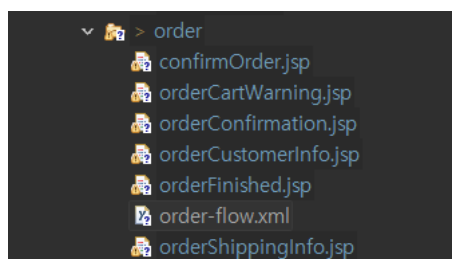 > order
confirmOrder.jsp
orderCartWarning.jsp
orderConfirmation.jsp
orderCustomerInfo.jsp
orderFinished.jsp
order-flow.xml
orderShippingInfo.jsp